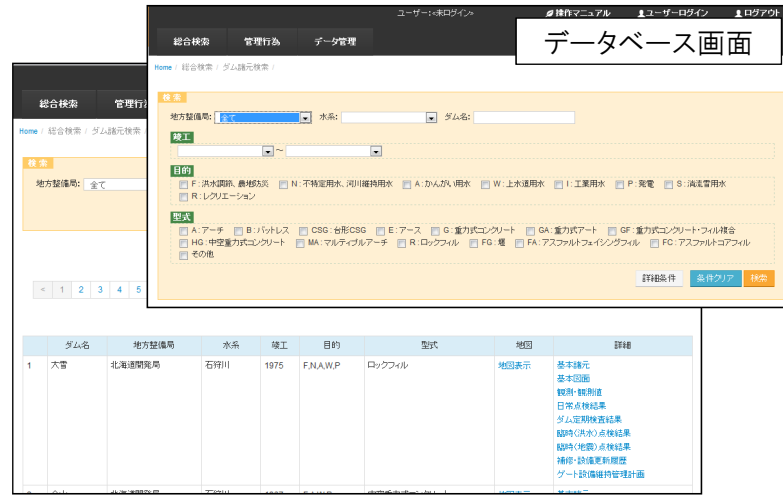 ユーザー:<未ログイン>
操作マニュアル
ユーザーログイン
ログアウト
データベース画面
総合検索 管理行為 データ管理
Home / 総合検索 / ダム諸元検索 /
検索
地方整備局: 全て 水系: ダム名:
竣工
～
目的
F:洪水調節、農地防災 N:不特定用水、河川維持用水 A:かんがい用水 W:上水道用水 I:工業用水 P:発電 S:消流雪用水
R:レクリエーション
型式
A:アーチ B:バットレス CSG:台形CSG E:アース G:重力式コンクリート GA:重力式アーチ GF:重力式コンクリート・フィル複合
HG:中空重力式コンクリート MA:マルティプルアーチ R:ロックフィル FG:堰 FA:アスファルトフェイシングフィル FC:アスファルトコアフィル
その他
詳細条件 条件クリア 検索
総合検索 管理行
Home / 総合検索 / ダム諸元検索
検索
地方整備局: 全て
< 1 2 3 4 5
ダム名 地方整備局 水系 竣工 目的 型式 地図 詳細
1 大雪 北海道開発局 石狩川 1975 F,N,A,W,P ロックフィル 地図表示 基本諸元
基本図面
観測・観測値
日常点検結果
ダム定期検査結果
臨時(洪水)点検結果
臨時(地震)点検結果
補修・設備更新履歴
ゲート設備維持管理計画